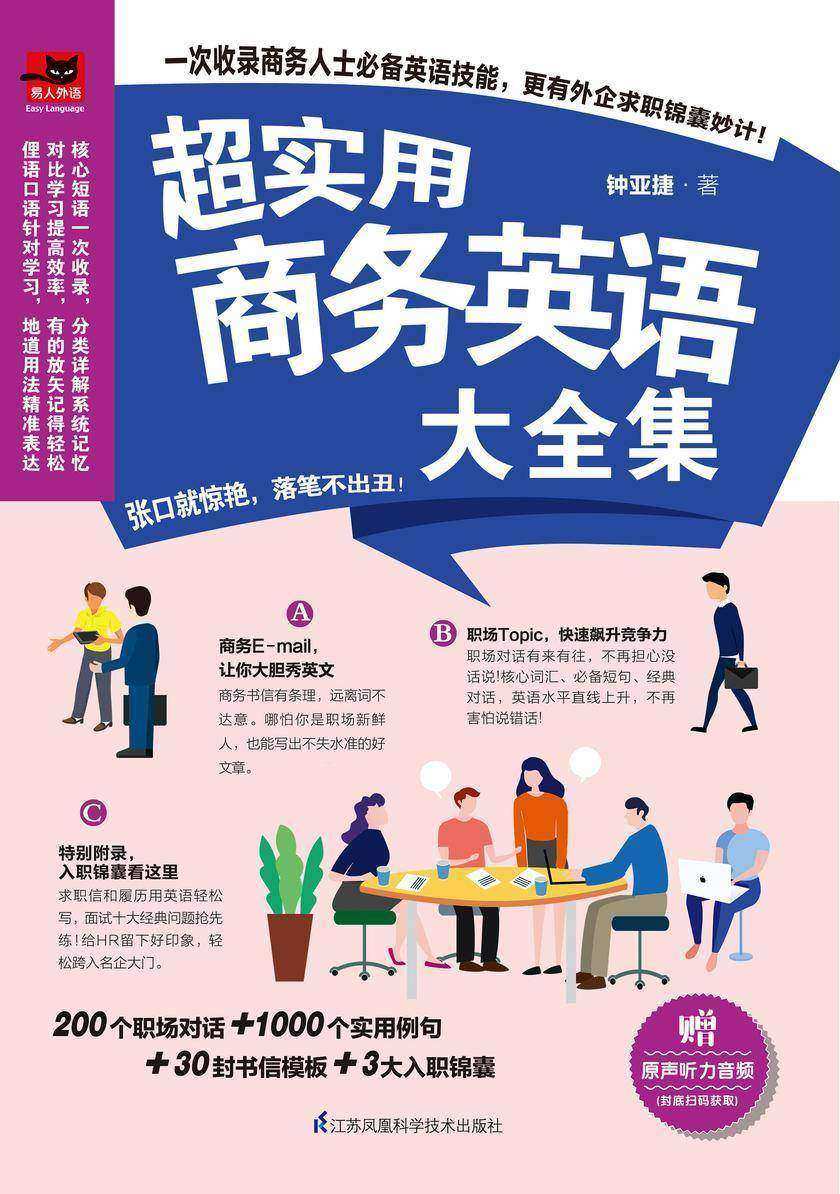 一次收录商务人士必备英语技能，更有外企求职锦囊妙计！
易人外语
Easy Language
核心短语一次收录，分类详解系统记忆
对比学习提高效率，有的放矢记得轻松
俚语口语针对学习，地道用法精准表达
超实用
钟亚捷·著
商务英语
大全集
张口就惊艳，落笔不出丑！
A
商务E-mail，
让你大胆秀英文
商务书信有条理，远离词不
达意。哪怕你是职场新鲜
人，也能写出不失水准的好
文章。
B
职场Topic，快速飙升竞争力
职场对话有来有往，不再担心没
话说!核心词汇、必备短句、经典
对话，英语水平直线上升，不再
害怕说错话!
C
特别附录，
入职锦囊看这里
求职信和履历用英语轻松
写，面试十大经典问题抢先
练!给HR留下好印象，轻
松跨入名企大门。
200个职场对话+1000个实用例句
+30封书信模板+3大入职锦囊
赠
原声听力音频
(封底扫码获取)
江苏凤凰科学技术出版社